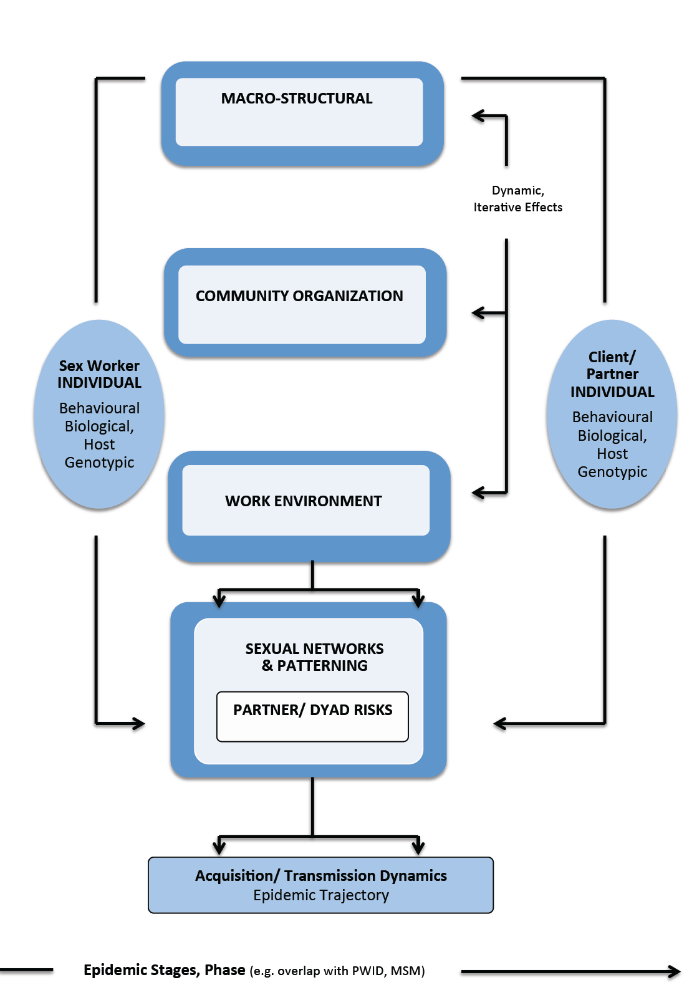 MACRO-STRUCTURAL
Dynamic,
Iterative Effects
COMMUNITY ORGANIZATION
Sex Worker
INDIVIDUAL
Behavioural
Biological,
Host
Genotypic
Client/
Partner
INDIVIDUAL
Behavioural
Biological,
Host
Genotypic
WORK ENVIRONMENT
SEXUAL NETWORKS
& PATTERNING
PARTNER/ DYAD RISKS
Acquisition/ Transmission Dynamics
Epidemic Trajectory
Epidemic Stages, Phase (e.g. overlap with PWID, MSM)